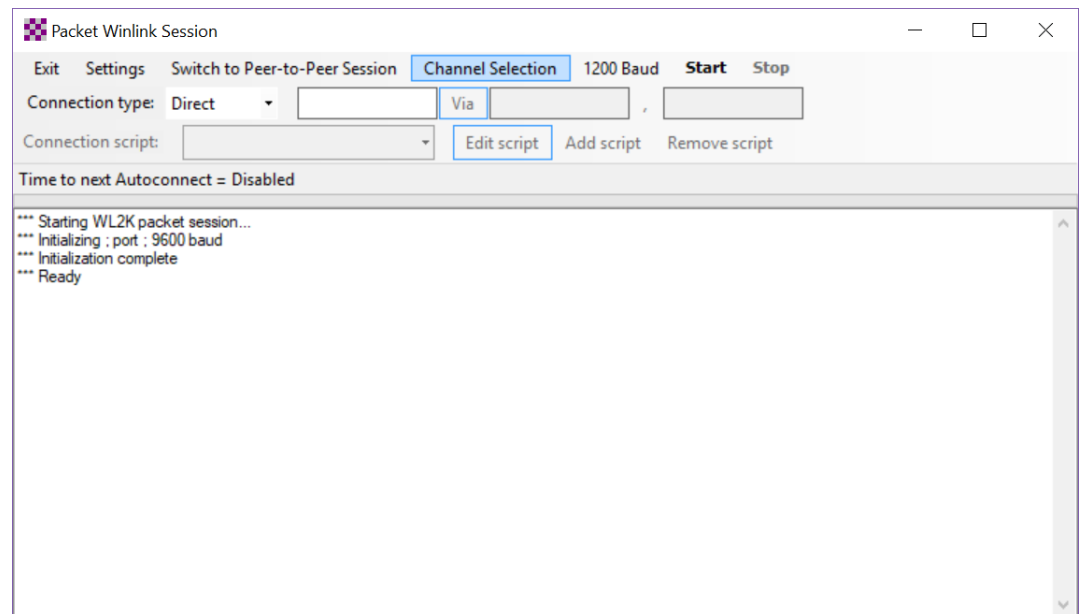 Packet Winlink Session
Exit Settings Switch to Peer-to-Peer Session Channel Selection 1200 Baud Start Stop
Connection type: Direct Via ,
Connection script: Edit script Add script Remove script
Time to next Autoconnect = Disabled
*** Starting WL2K packet session...
*** Initializing ; port ; 9600 baud
*** Initialization complete
*** Ready